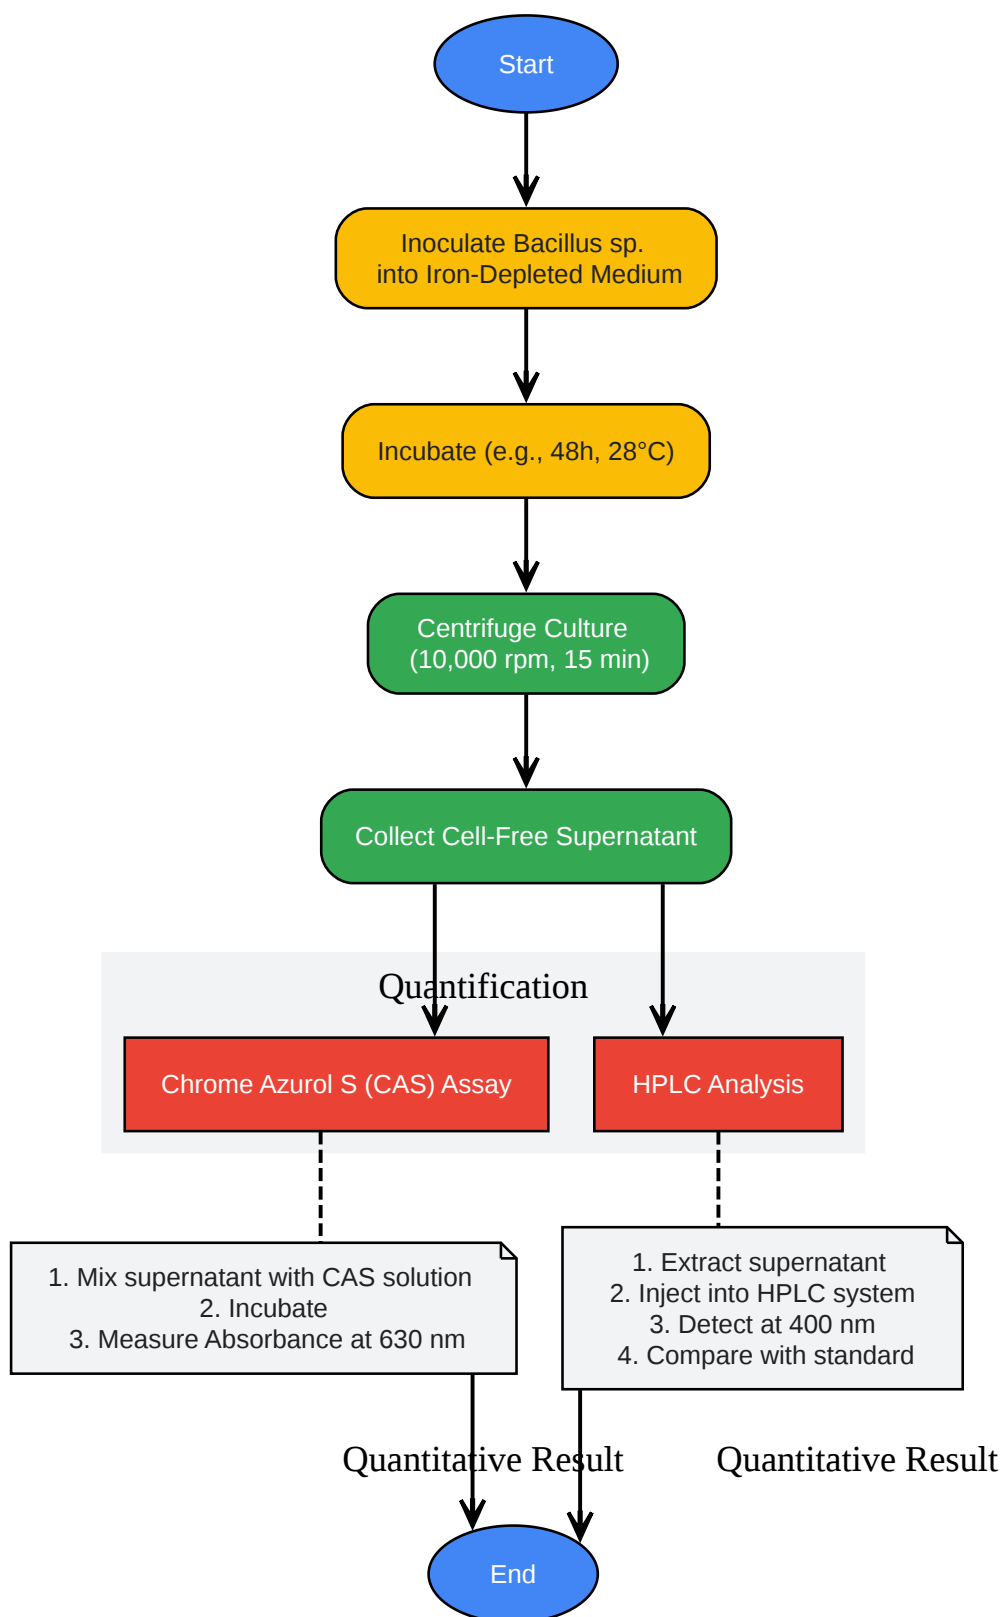 Start
Inoculate Bacillus sp.
into Iron-Depleted Medium
Incubate (e.g., 48h, 28°C)
Centrifuge Culture
(10,000 rpm, 15 min)
Collect Cell-Free Supernatant
Quantification
Chrome Azurol S (CAS) Assay
HPLC Analysis
1. Mix supernatant with CAS solution
2. Incubate
3. Measure Absorbance at 630 nm
1. Extract supernatant
2. Inject into HPLC system
3. Detect at 400 nm
4. Compare with standard
Quantitative Result
Quantitative Result
End